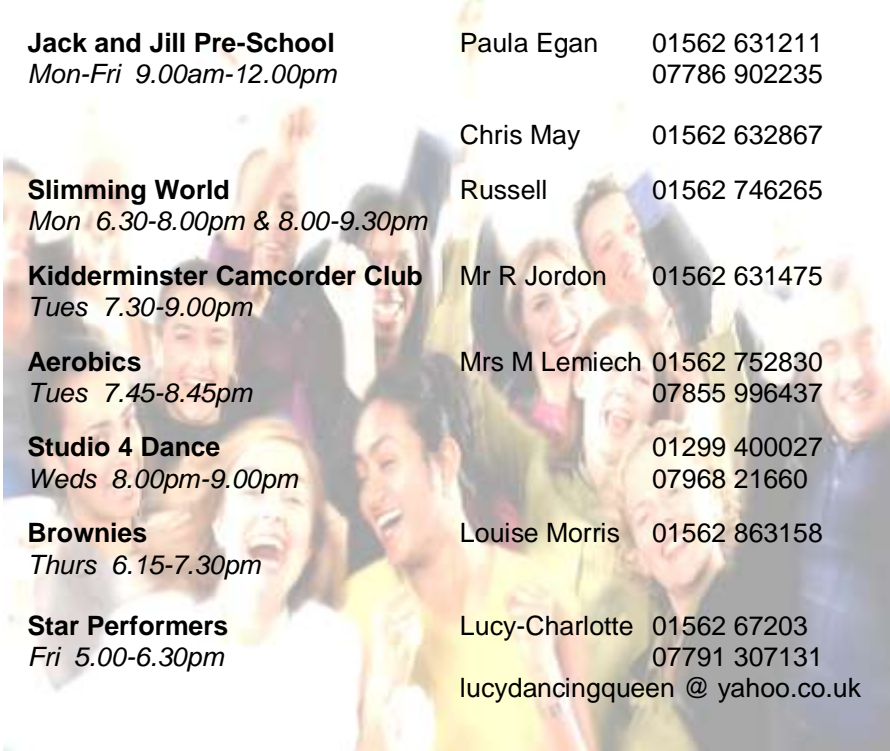 Jack and Jill Pre-School Paula Egan 01562 631211
Mon-Fri 9.00am-12.00pm 07786 902235
Chris May 01562 632867
Slimming World Russell 01562 746265
Mon 6.30-8.00pm & 8.00-9.30pm
Kidderminster Camcorder Club Mr R Jordon 01562 631475
Tues 7.30-9.00pm
Aerobics Mrs M Lemiech 01562 752830
Tues 7.45-8.45pm 07855 996437
Studio 4 Dance 01299 400027
Weds 8.00pm-9.00pm 07968 21660
Brownies Louise Morris 01562 863158
Thurs 6.15-7.30pm
Star Performers Lucy-Charlotte 01562 67203
Fri 5.00-6.30pm 07791 307131
lucydancingqueen @ yahoo.co.uk